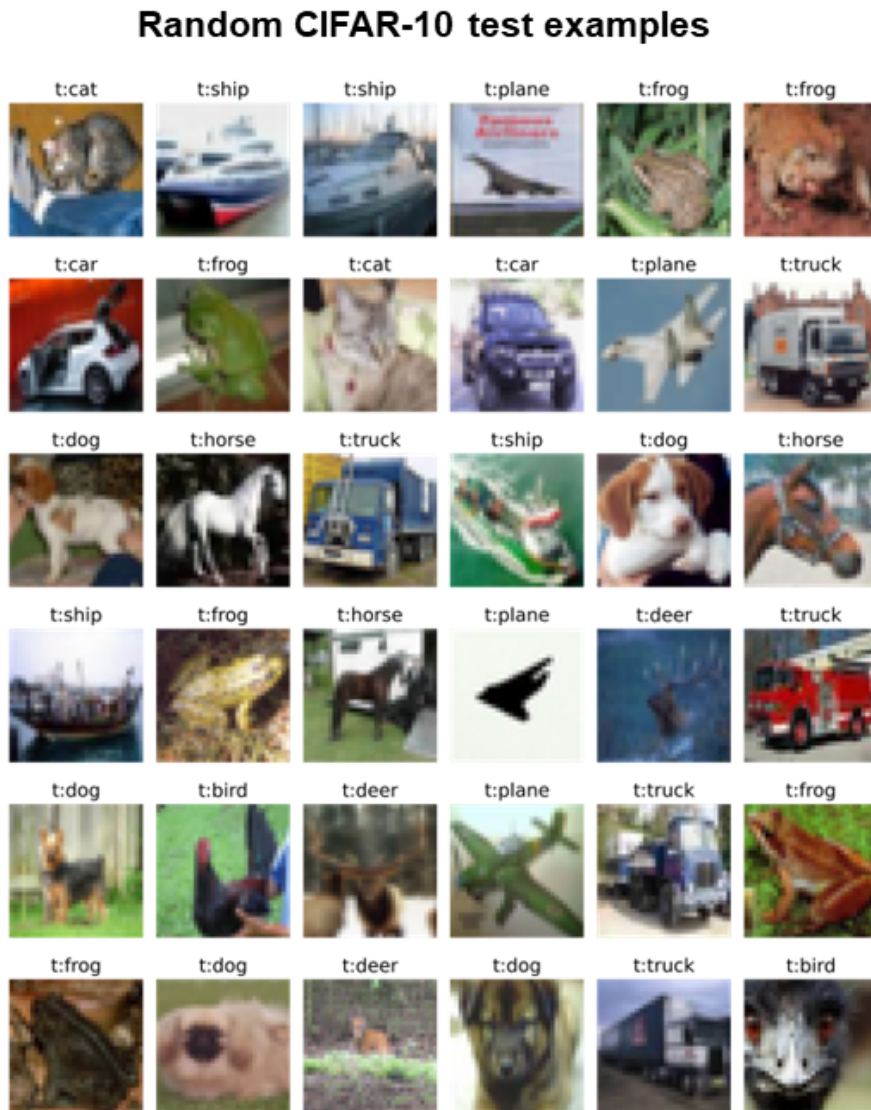 Random CIFAR-10 test examples
t:cat t:ship t:ship t:plane t:frog t:frog
Famous
Airliners
t:car t:frog t:cat t:car t:plane t:truck
t:dog t:horse t:truck t:ship t:dog t:horse
t:ship t:frog t:horse t:plane t:deer t:truck
t:dog t:bird t:deer t:plane t:truck t:frog
t:frog t:dog t:deer t:dog t:truck t:bird